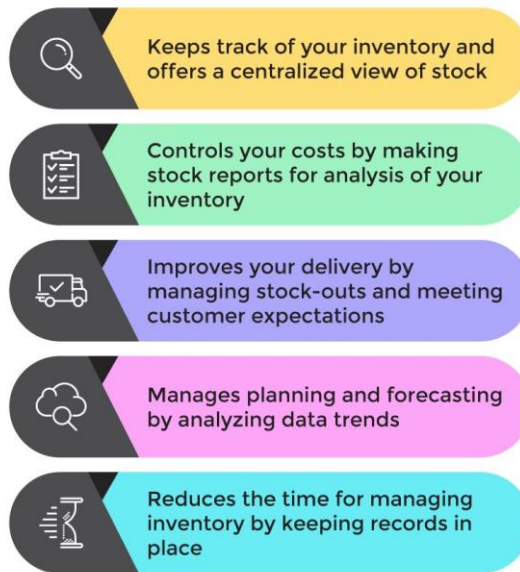 Keeps track of your inventory and
offers a centralized view of stock
Controls your costs by making
stock reports for analysis of your
inventory
Improves your delivery by
managing stock-outs and meeting
customer expectations
Manages planning and forecasting
by analyzing data trends
Reduces the time for managing
inventory by keeping records in
place